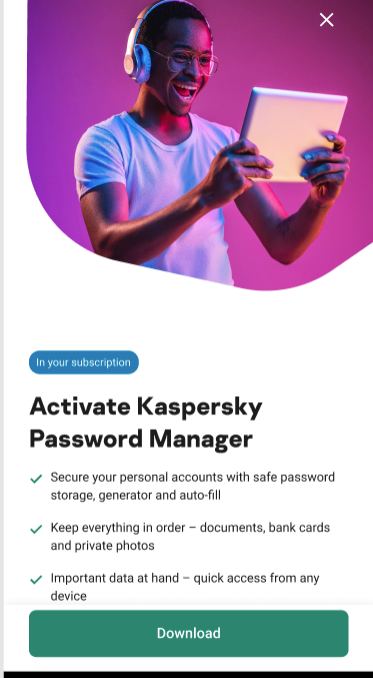 In your subscription
Activate Kaspersky
Password Manager
Secure your personal accounts with safe password
storage, generator and auto-fill
Keep everything in order – documents, bank cards
and private photos
Important data at hand – quick access from any
device
Download